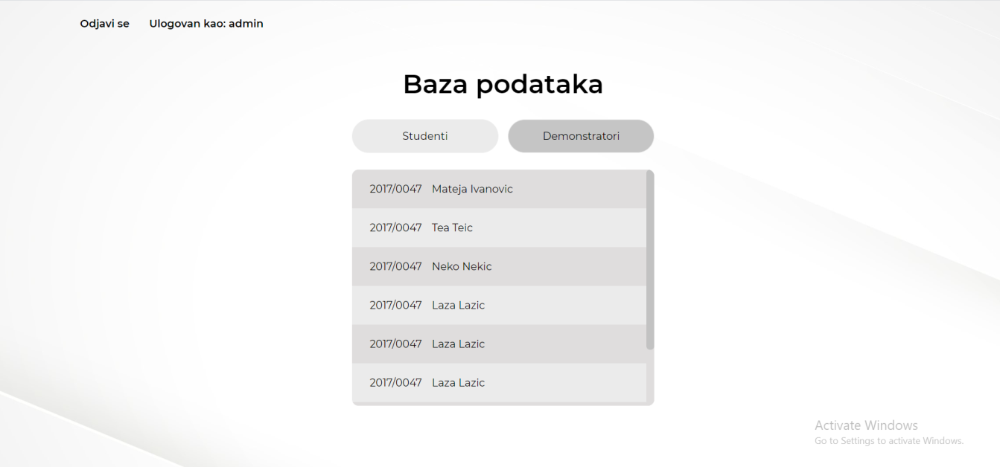 Odjavi se Ulogovan kao: admin
Baza podataka
Studenti Demonstratori
2017/0047 Mateja Ivanovic
2017/0047 Tea Teic
2017/0047 Neko Nekic
2017/0047 Laza Lazic
2017/0047 Laza Lazic
2017/0047 Laza Lazic
Activate Windows
Go to Settings to activate Windows.